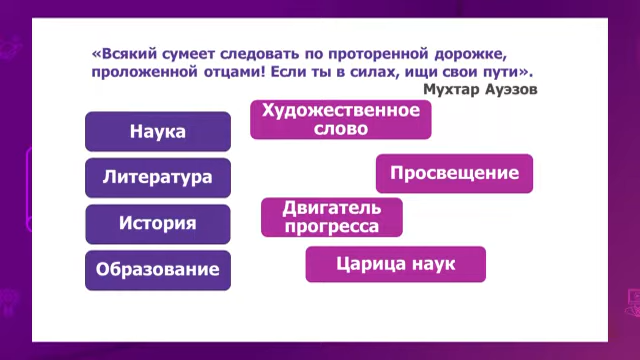 «Всякий сумеет следовать по проторенной дорожке,
проложенной отцами! Если ты в силах, ищи свои пути».
Мухтар Ауэзов
Наука
Художественное
слово
Литература
Просвещение
История
Двигатель
прогресса
Образование
Царица наук